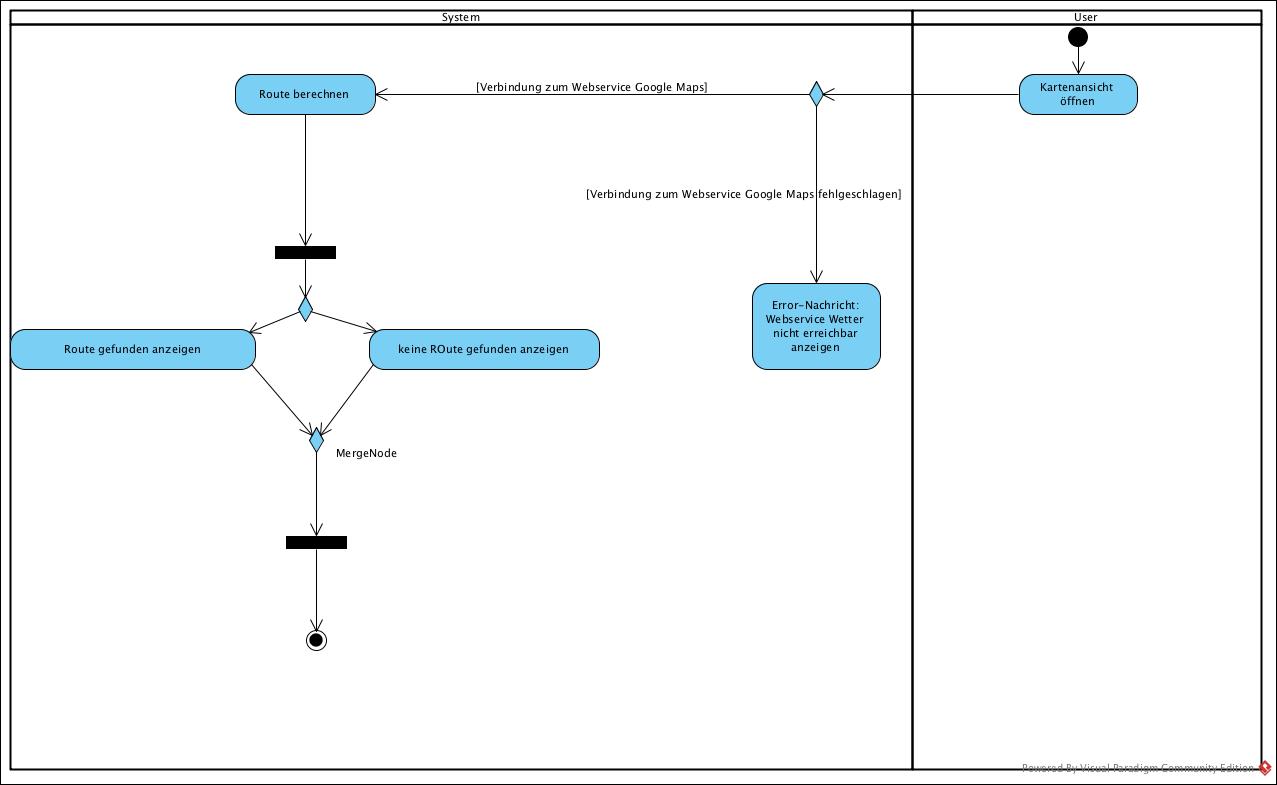 System
User
Kartenansicht
öffnen
[Verbindung zum Webservice Google Maps]
Route berechnen
[Verbindung zum Webservice Google Maps fehlgeschlagen]
Error-Nachricht:
Webservice Wetter
nicht erreichbar
anzeigen
Route gefunden anzeigen
keine ROute gefunden anzeigen
MergeNode
Powered By Visual Paradigm Community Edition